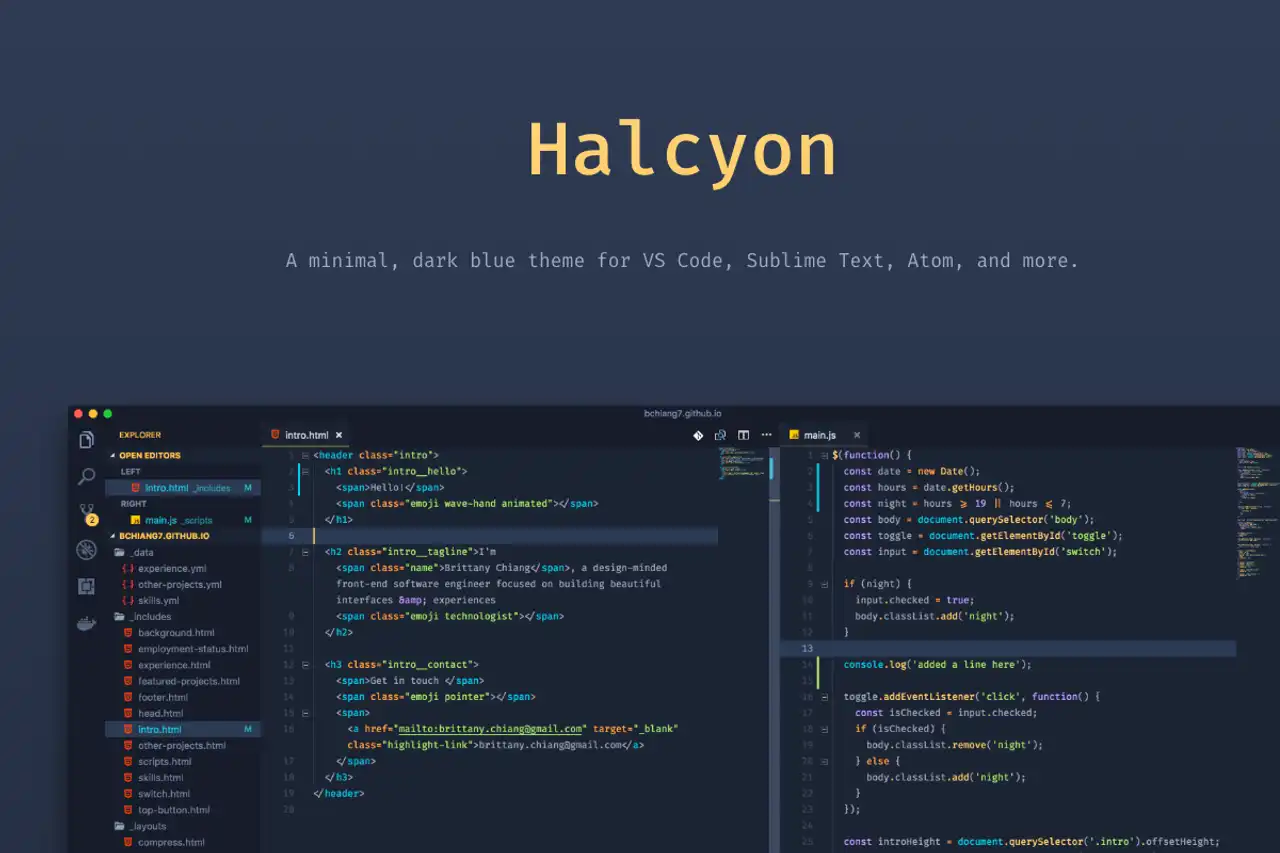 Halcyon
A minimal, dark blue theme for VS Code, Sublime Text, Atom, and more.
bchiang7.github.io
EXPLORER
OPEN EDITORS
LEFT
intro.html _includes M
RIGHT
main.js _scripts M
2
BCHIANG7.GITHUB.IO
_data
experience.yml
other-projects.yml
skills.yml
_includes
background.html
employment-status.html
experience.html
featured-projects.html
footer.html
head.html
intro.html M
other-projects.html
scripts.html
skills.html
switch.html
top-button.html
_layouts
compress.html
intro.html ×
1 <header class="intro">
2 <h1 class="intro__hello">
3 <span>Hello!</span>
4 <span class="emoji wave-hand animated"></span>
5 </h1>
6
7 <h2 class="intro__tagline">I'm
8 <span class="name">Brittany Chiang</span>, a design-minded
front-end software engineer focused on building beautiful
interfaces &amp; experiences
9 <span class="emoji technologist"></span>
10 </h2>
11
12 <h3 class="intro__contact">
13 <span>Get in touch </span>
14 <span class="emoji pointer"></span>
15 <span>
16 <a href="mailto:brittany.chiang@gmail.com" target="_blank"
class="highlight-link">brittany.chiang@gmail.com</a>
17 </span>
18 </h3>
19 </header>
20
main.js ×
1 $(function() {
2 const date = new Date();
3 const hours = date.getHours();
4 const night = hours ⩾ 19 || hours ⩽ 7;
5 const body = document.querySelector('body');
6 const toggle = document.getElementById('toggle');
7 const input = document.getElementById('switch');
8
9 if (night) {
10 input.checked = true;
11 body.classList.add('night');
12 }
13
14 console.log('added a line here');
15
16 toggle.addEventListener('click', function() {
17 const isChecked = input.checked;
18 if (isChecked) {
19 body.classList.remove('night');
20 } else {
21 body.classList.add('night');
22 }
23 });
24
25 const introHeight = document.querySelector('.intro').offsetHeight;